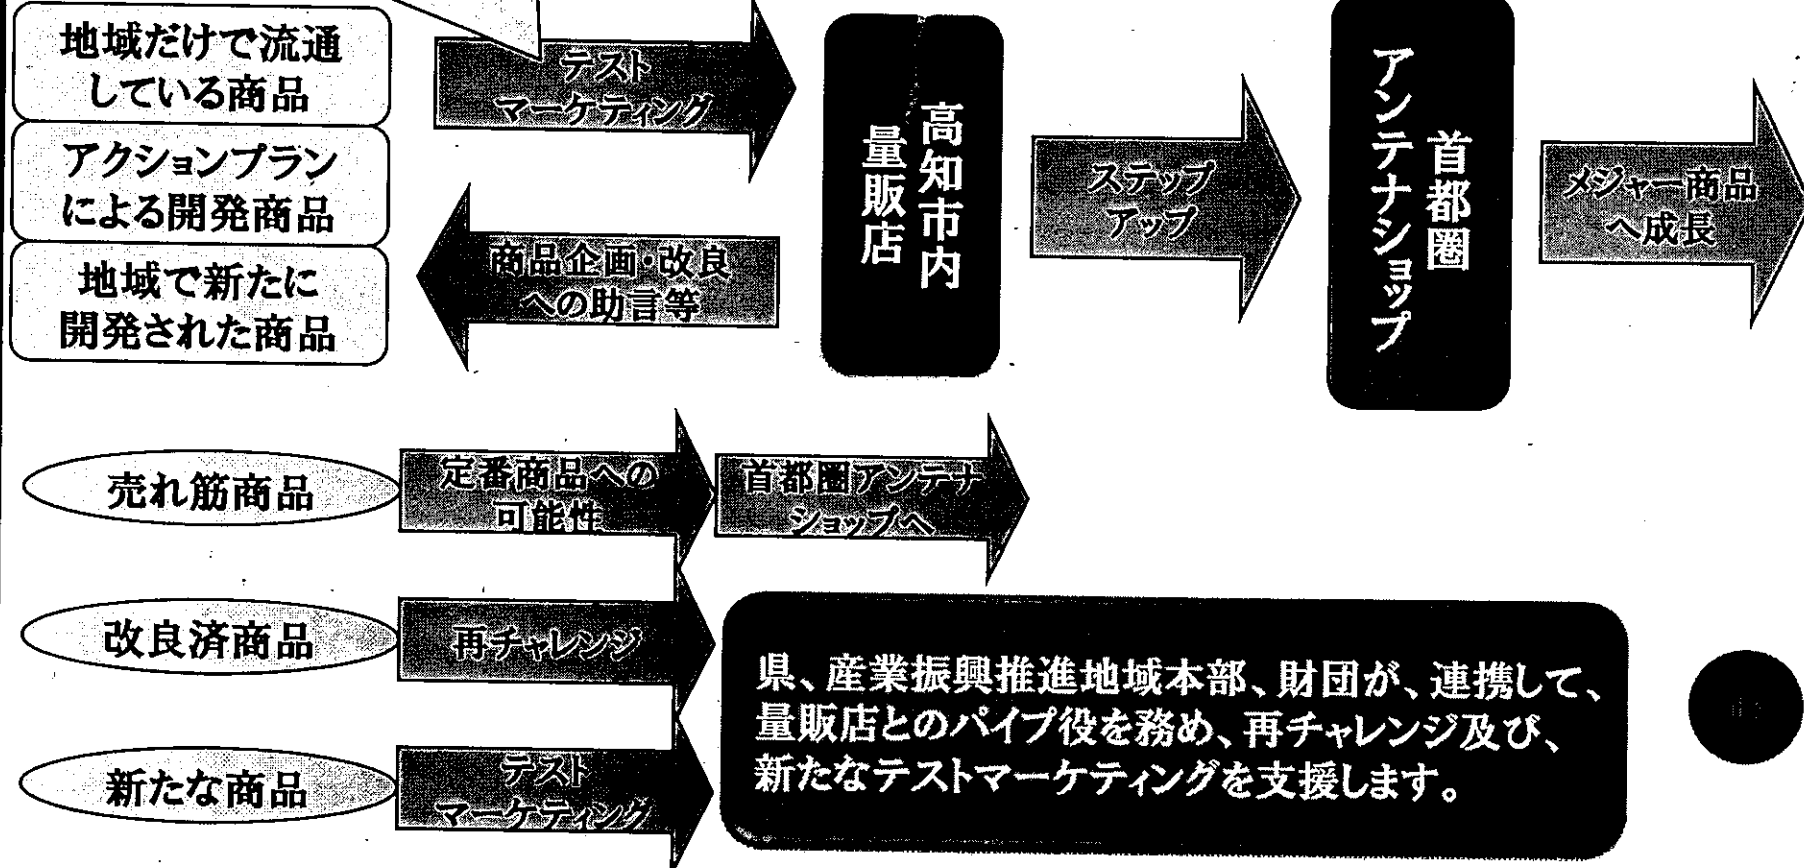 地域だけで流通
している商品
アクションプラン
による開発商品
地域で新たに
開発された商品
テスト
マーケティング
商品企画・改良
への助言等
高知市内
量販店
ステップ
アップ
首都圏
アンテナショップ
メジャー商品
へ成長
売れ筋商品
定番商品への
可能性
首都圏アンテナ
ショップへ
改良済商品
再チャレンジ
新たな商品
テスト
マーケティング
県、産業振興推進地域本部、財団が、連携して、
量販店とのパイプ役を務め、再チャレンジ及び、
新たなテストマーケティングを支援します。